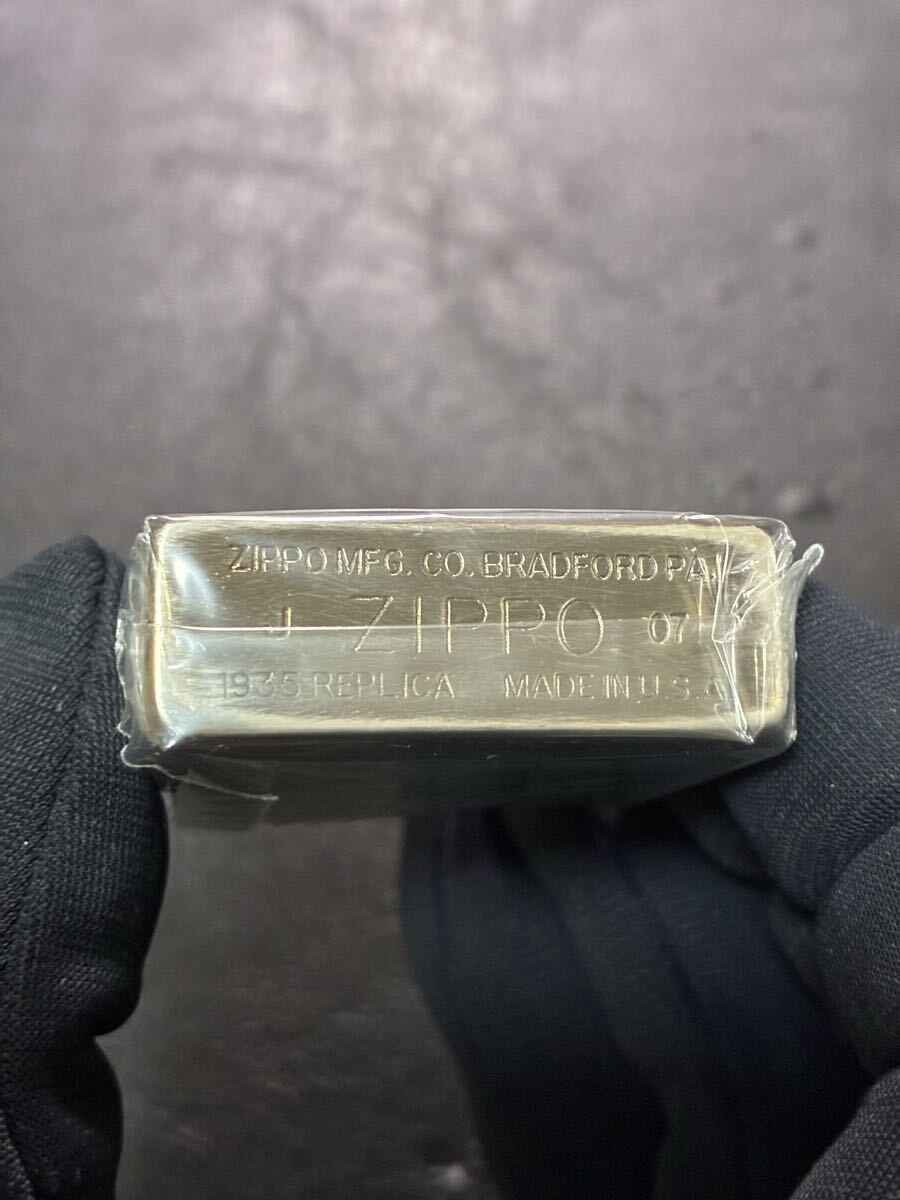 ZIPPO MFG. CO. BRADFORD PA.
J ZIPPO 07
1935 REPLICA MADE IN U.S.A